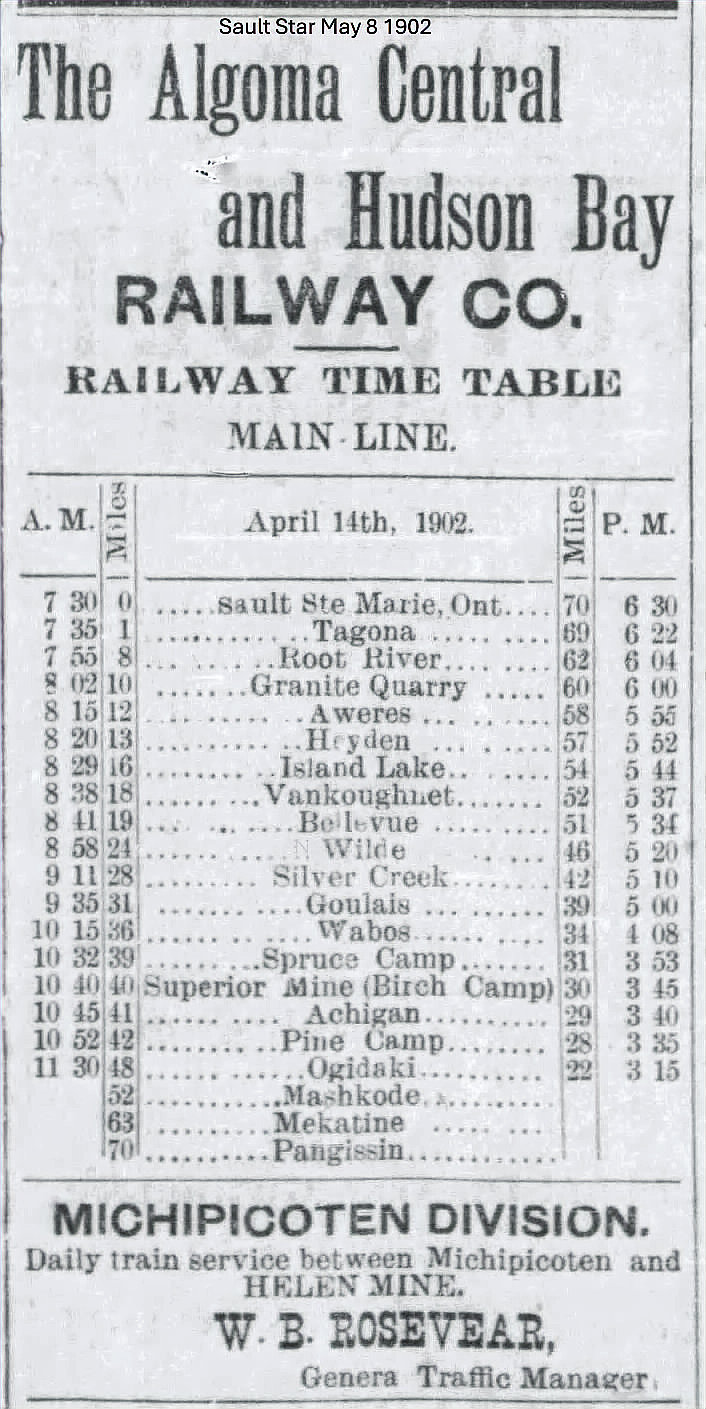 Sault Star May 8 1902
The Algoma Central
and Hudson Bay
RAILWAY CO.
RAILWAY TIME TABLE
MAIN LINE.
A. M. Miles April 14th, 1902. Miles P. M.
7 30 0 .....Sault Ste Marie, Ont.... 70 6 30
7 35 1 ............Tagona ..... ...... 69 6 22
7 55 8 ... ... ....Root River......... 62 6 04
8 02 10 .......Granite Quarry ..... 60 6 00
8 15 12 ... ....... ..Aweres ... ....... 58 5 55
8 20 13 ...... ... ..Heyden ... ...... 57 5 52
8 29 16 ......... ..Island Lake.. ...... 54 5 44
8 38 18 ...... ...Vankoughnet....... 52 5 37
8 41 19 ... .. .....Bellevue .......... 51 5 34
8 58 24 ........... Wilde ..... 46 5 20
9 11 28 ......... Silver Creek........ 42 5 10
9 35 31 ...........Goulais ... ....... 39 5 00
10 15 36 ....... .. ....Wabos....... .... 34 4 08
10 32 39 ...... ...Spruce Camp....... 31 3 53
10 40 40 Superior Mine (Birch Camp) 30 3 45
10 45 41 ...... .... Achigan.......... 29 3 40
10 52 42 ........ ..Pine Camp........ 28 3 35
11 30 48 ............Ogidaki.......... 22 3 15
52 ...........Mashkode...........
63 ..........Mekatine ..... ....
70 ..........Pangissin............
MICHIPICOTEN DIVISION.
Daily train service between Michipicoten and
HELEN MINE.
W. B. ROSEVEAR,
Genera Traffic Manager.